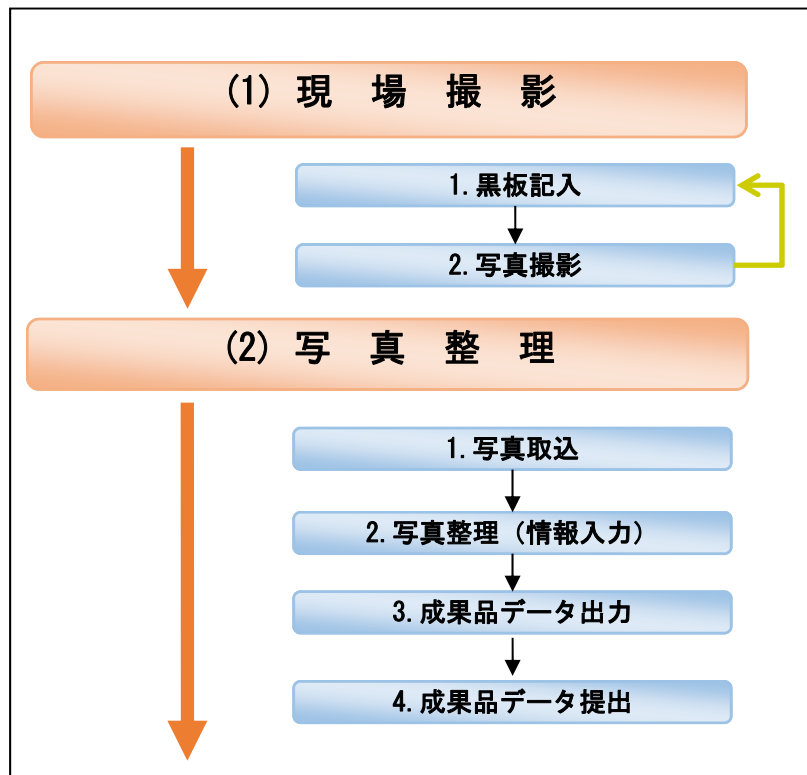 (1) 現　場　撮　影
1. 黒板記入
2. 写真撮影
(2) 写　真　整　理
1. 写真取込
2. 写真整理（情報入力）
3. 成果品データ出力
4. 成果品データ提出